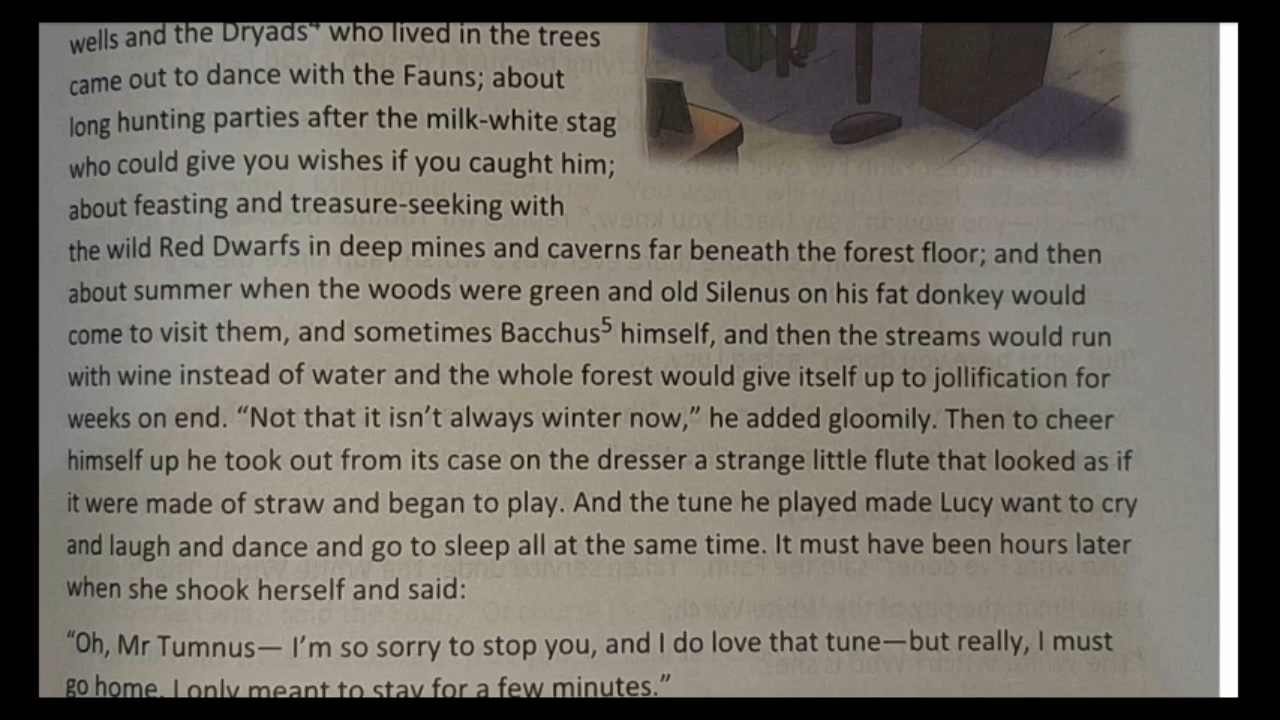 wells and the Dryads⁴ who lived in the trees
came out to dance with the Fauns; about
long hunting parties after the milk-white stag
who could give you wishes if you caught him;
about feasting and treasure-seeking with
the wild Red Dwarfs in deep mines and caverns far beneath the forest floor; and then
about summer when the woods were green and old Silenus on his fat donkey would
come to visit them, and sometimes Bacchus⁵ himself, and then the streams would run
with wine instead of water and the whole forest would give itself up to jollification for
weeks on end. “Not that it isn’t always winter now,” he added gloomily. Then to cheer
himself up he took out from its case on the dresser a strange little flute that looked as if
it were made of straw and began to play. And the tune he played made Lucy want to cry
and laugh and dance and go to sleep all at the same time. It must have been hours later
when she shook herself and said:
“Oh, Mr Tumnus— I’m so sorry to stop you, and I do love that tune—but really, I must
go home. I only meant to stay for a few minutes.”